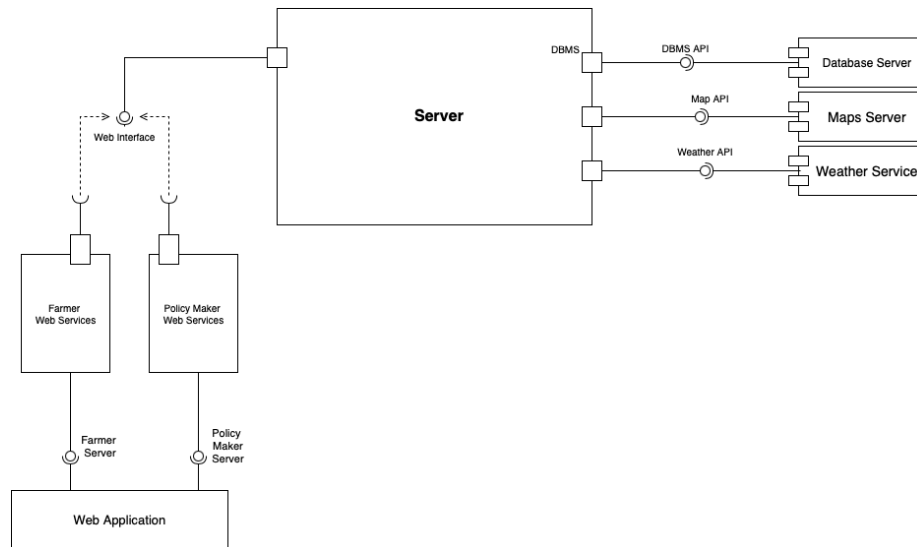 DBMS
DBMS API
Database Server
Server
Map API
Maps Server
Web Interface
Weather API
Weather Service
Farmer
Web Services
Policy Maker
Web Services
Farmer
Server
Policy
Maker
Server
Web Application